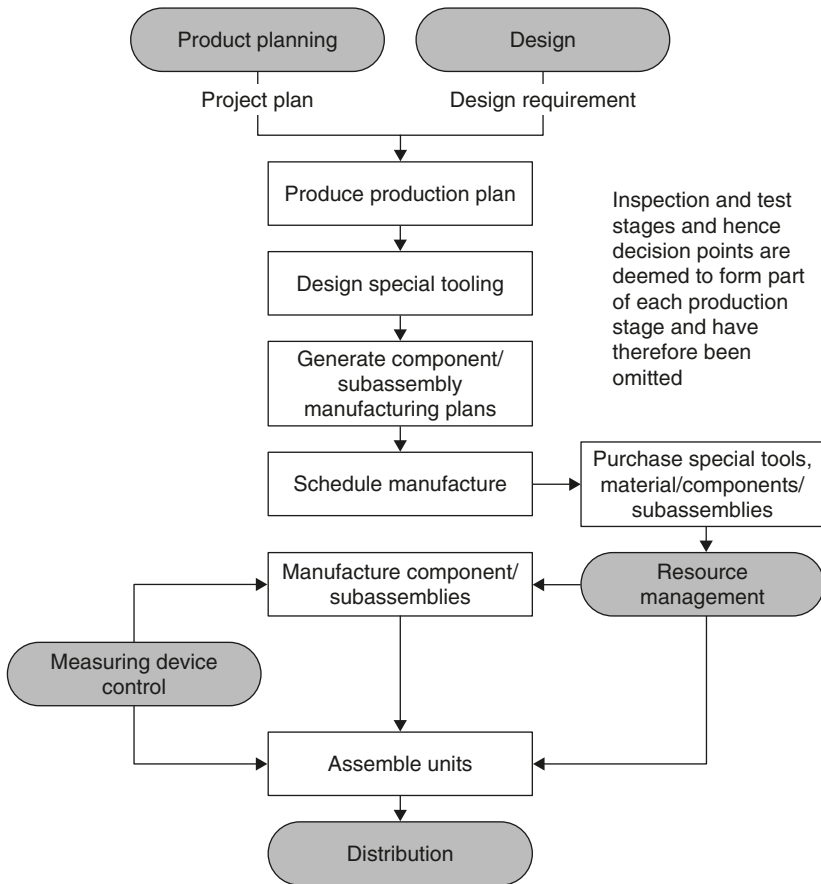 Product planning
Design
Project plan
Design requirement
Produce production plan
Inspection and test
stages and hence
decision points are
deemed to form part
of each production
stage and have
therefore been
omitted
Design special tooling
Generate component/
subassembly
manufacturing plans
Schedule manufacture
Purchase special tools,
material/components/
subassemblies
Manufacture component/
subassemblies
Resource
management
Measuring device
control
Assemble units
Distribution